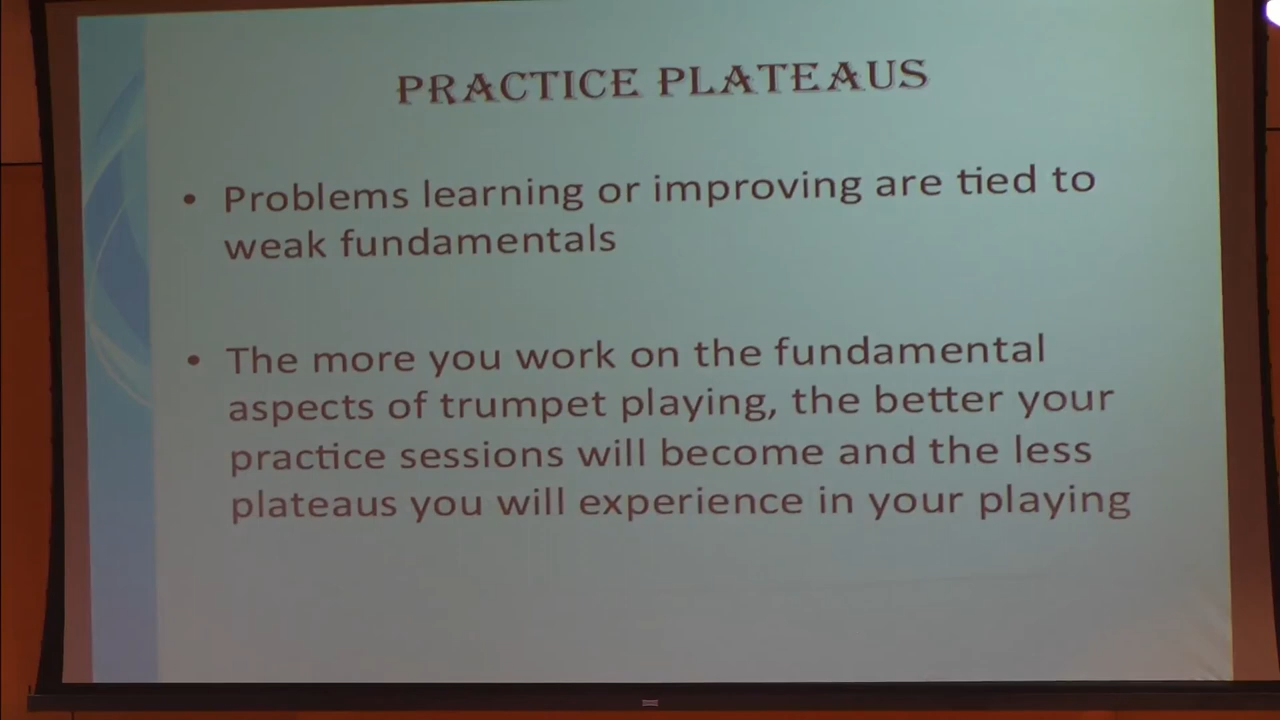 PRACTICE PLATEAUS
• Problems learning or improving are tied to
weak fundamentals
• The more you work on the fundamental
aspects of trumpet playing, the better your
practice sessions will become and the less
plateaus you will experience in your playing